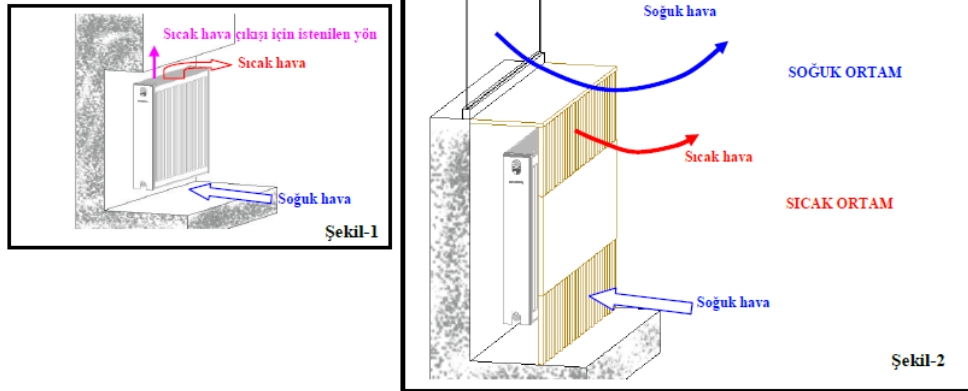 Sıcak hava çıkışı için istenilen yön
Sıcak hava
Soğuk hava
Şekil-1
Soğuk hava
SOĞUK ORTAM
Sıcak hava
SICAK ORTAM
Soğuk hava
Şekil-2